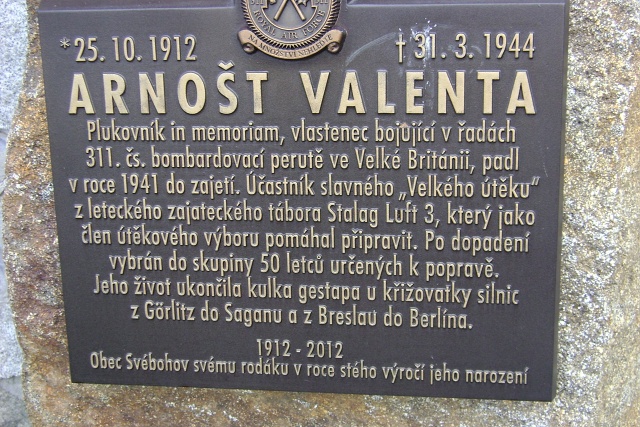 NA MNOŽSTVÍ NEHLEĎTE
* 25. 10. 1912 † 31. 3. 1944
ARNOŠT VALENTA
Plukovník in memoriam, vlastenec bojující v řadách
311. čs. bombardovací perutě ve Velké Británii, padl
v roce 1941 do zajetí. Účastník slavného „Velkého útěku“
z leteckého zajateckého tábora Stalag Luft 3, který jako
člen útěkového výboru pomáhal připravit. Po dopadení
vybrán do skupiny 50 letců určených k popravě.
Jeho život ukončila kulka gestapa u křižovatky silnic
z Görlitz do Saganu a z Breslau do Berlína.
1912 - 2012
Obec Svébohov svému rodáku v roce stého výročí jeho narození